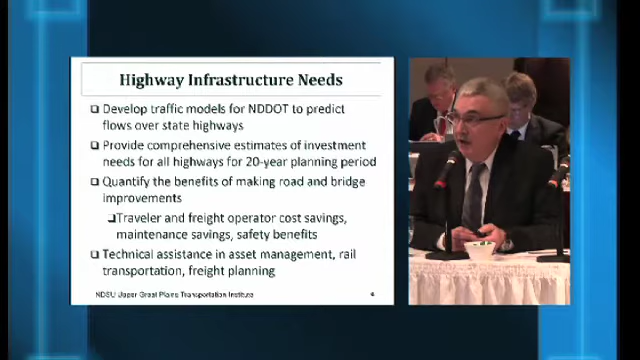 Highway Infrastructure Needs
❑ Develop traffic models for NDDOT to predict
flows over state highways
❑ Provide comprehensive estimates of investment
needs for all highways for 20-year planning period
❑ Quantify the benefits of making road and bridge
improvements
❑Traveler and freight operator cost savings,
maintenance savings, safety benefits
❑ Technical assistance in asset management, rail
transportation, freight planning
NDSU Upper Great Plains Transportation Institute
6